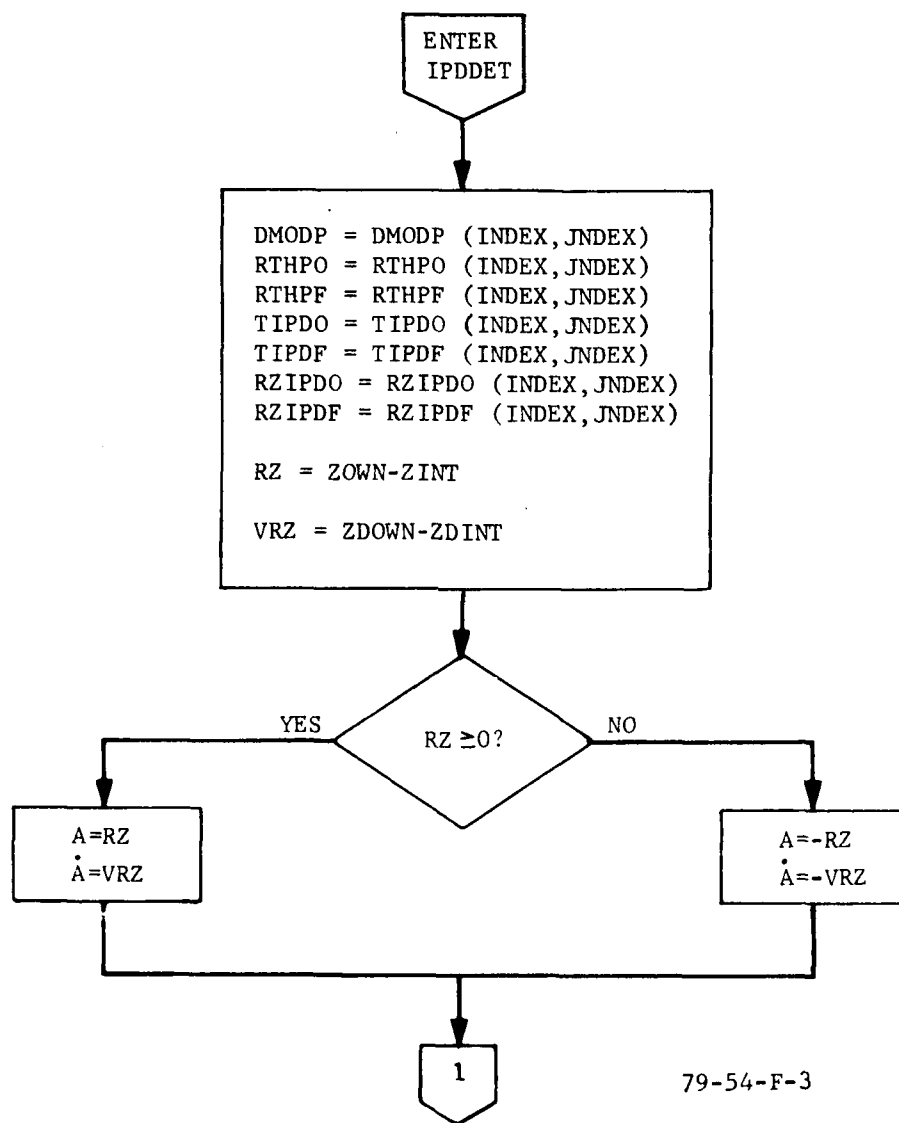 ENTER
IPDDET
DMODP = DMODP (INDEX,JNDEX)
RTHPO = RTHPO (INDEX,JNDEX)
RTHPF = RTHPF (INDEX,JNDEX)
TIPDO = TIPDO (INDEX,JNDEX)
TIPDF = TIPDF (INDEX,JNDEX)
RZIPDO = RZIPDO (INDEX,JNDEX)
RZIPDF = RZIPDF (INDEX,JNDEX)
RZ = ZOWN-ZINT
VRZ = ZDOWN-ZDINT
YES
RZ ≥0?
NO
A=RZ
Ȧ=VRZ
A=-RZ
Ȧ=-VRZ
1
79-54-F-3